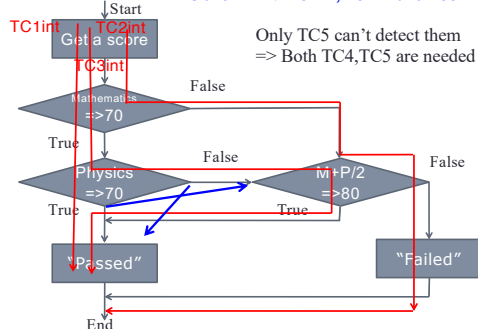 Start
TC1int
TC2int
Get a score
TC3int
Only TC5 can't detect them
=> Both TC4,TC5 are needed
Mathematics
=>70
False
True
Physics
=>70
False
M+P/2
=>80
False
True
True
"Passed"
"Failed"
End